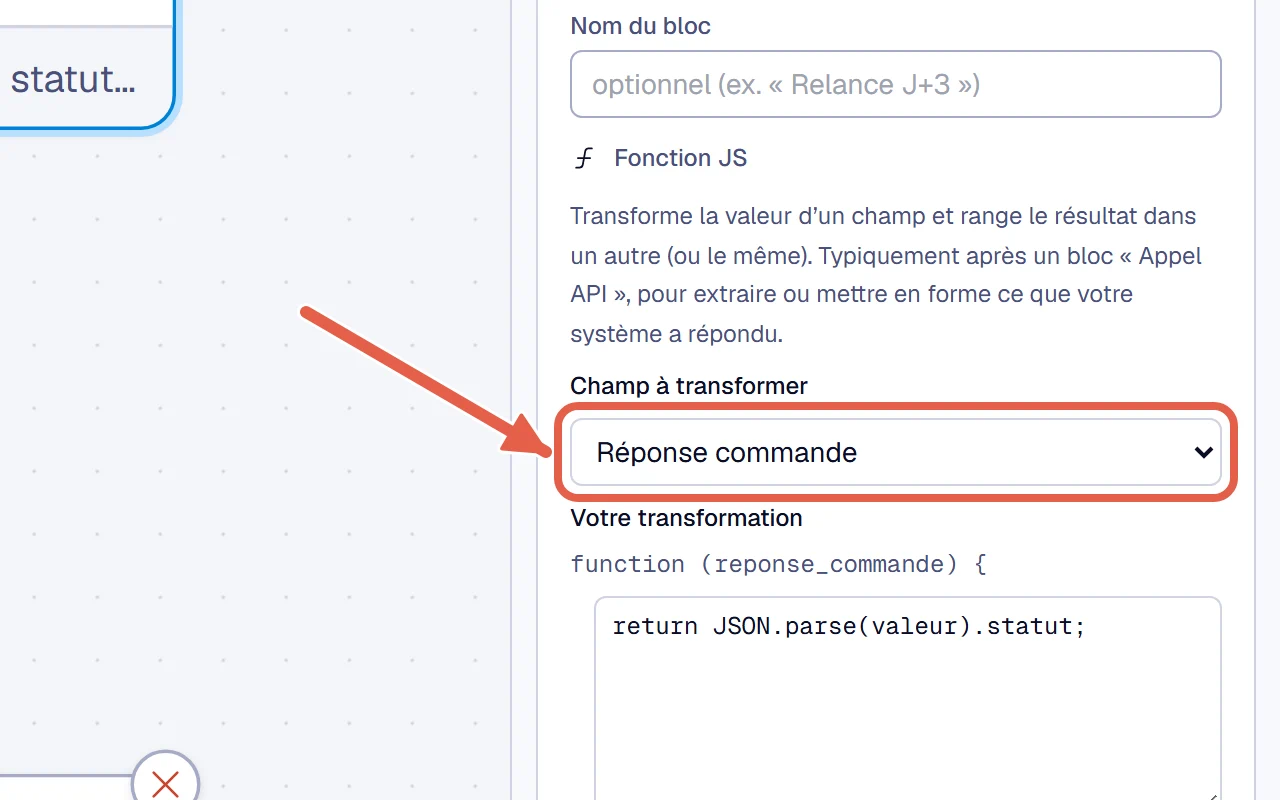 statut…
Nom du bloc
optionnel (ex. « Relance J+3 »)
Fonction JS
Transforme la valeur d’un champ et range le résultat dans
un autre (ou le même). Typiquement après un bloc « Appel
API », pour extraire ou mettre en forme ce que votre
système a répondu.
Champ à transformer
Réponse commande
Votre transformation
function (reponse_commande) {
return JSON.parse(valeur).statut;